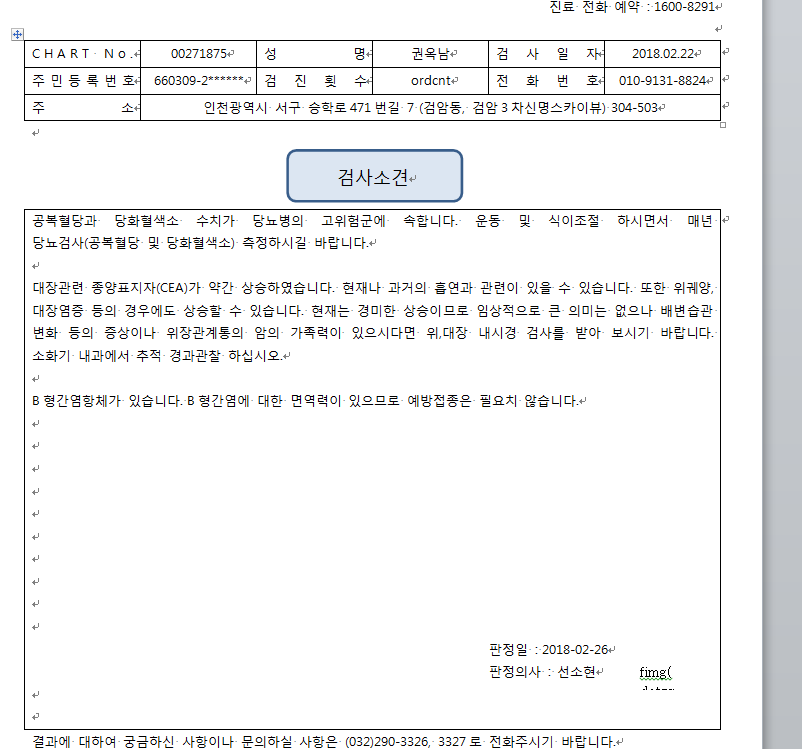 진료 전화 예약 : 1600-8291
CHART No. 00271875 성 명 권옥남 검 사 일 자 2018.02.22
주 민 등 록 번 호 660309-2****** 검 진 횟 수 ordcnt 전 화 번 호 010-9131-8824
주 소 인천광역시 서구 승학로 471 번길 7 (검암동, 검암 3 차신명스카이뷰) 304-503
검사소견
공복혈당과 당화혈색소 수치가 당뇨병의 고위험군에 속합니다. 운동 및 식이조절 하시면서 매년
당뇨검사(공복혈당 및 당화혈색소) 측정하시길 바랍니다.
대장관련 종양표지자(CEA)가 약간 상승하였습니다. 현재나 과거의 흡연과 관련이 있을 수 있습니다. 또한 위궤양,
대장염증 등의 경우에도 상승할 수 있습니다. 현재는 경미한 상승이므로 임상적으로 큰 의미는 없으나 배변습관
변화 등의 증상이나 위장관계통의 암의 가족력이 있으시다면 위,대장 내시경 검사를 받아 보시기 바랍니다.
소화기 내과에서 추적 경과관찰 하십시오.
B 형간염항체가 있습니다. B 형간염에 대한 면역력이 있으므로 예방접종은 필요치 않습니다.
판정일 : 2018-02-26
판정의사 : 선소현 fimg(
결과에 대하여 궁금하신 사항이나 문의하실 사항은 (032)290-3326, 3327 로 전화주시기 바랍니다.